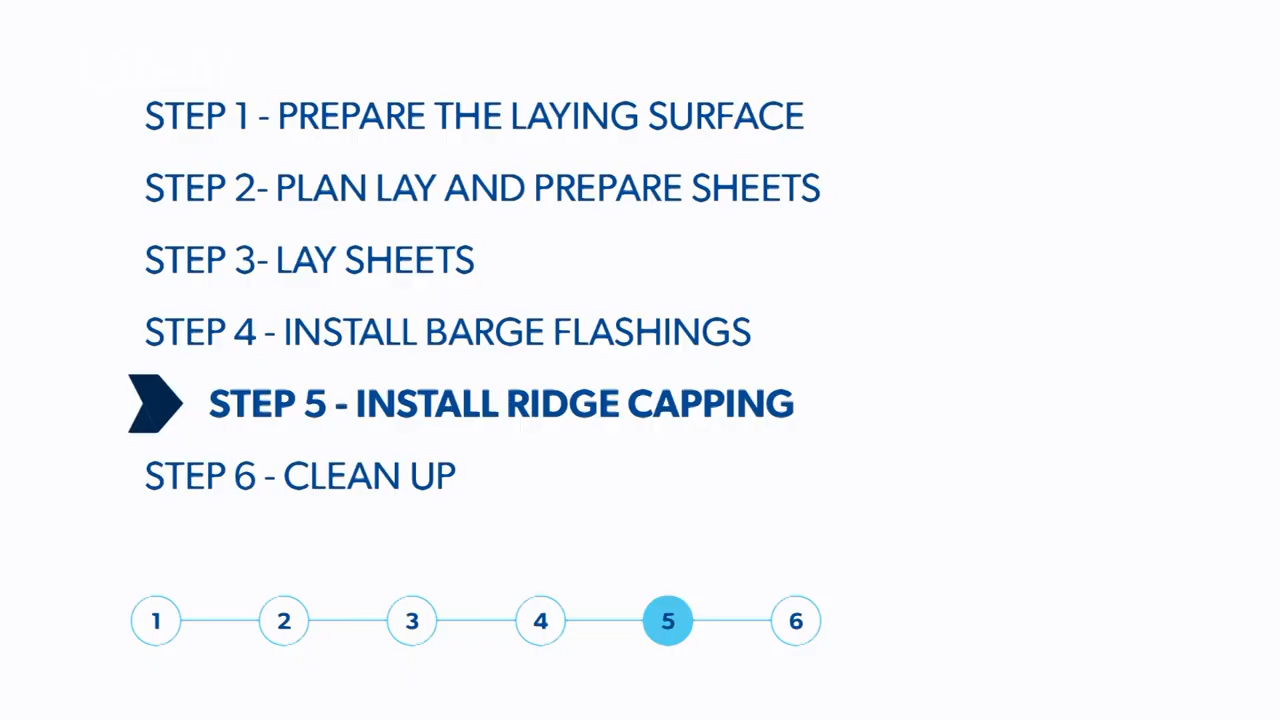 STEP 1 - PREPARE THE LAYING SURFACE
STEP 2- PLAN LAY AND PREPARE SHEETS
STEP 3- LAY SHEETS
STEP 4 - INSTALL BARGE FLASHINGS
STEP 5 - INSTALL RIDGE CAPPING
STEP 6 - CLEAN UP
1 2 3 4 5 6